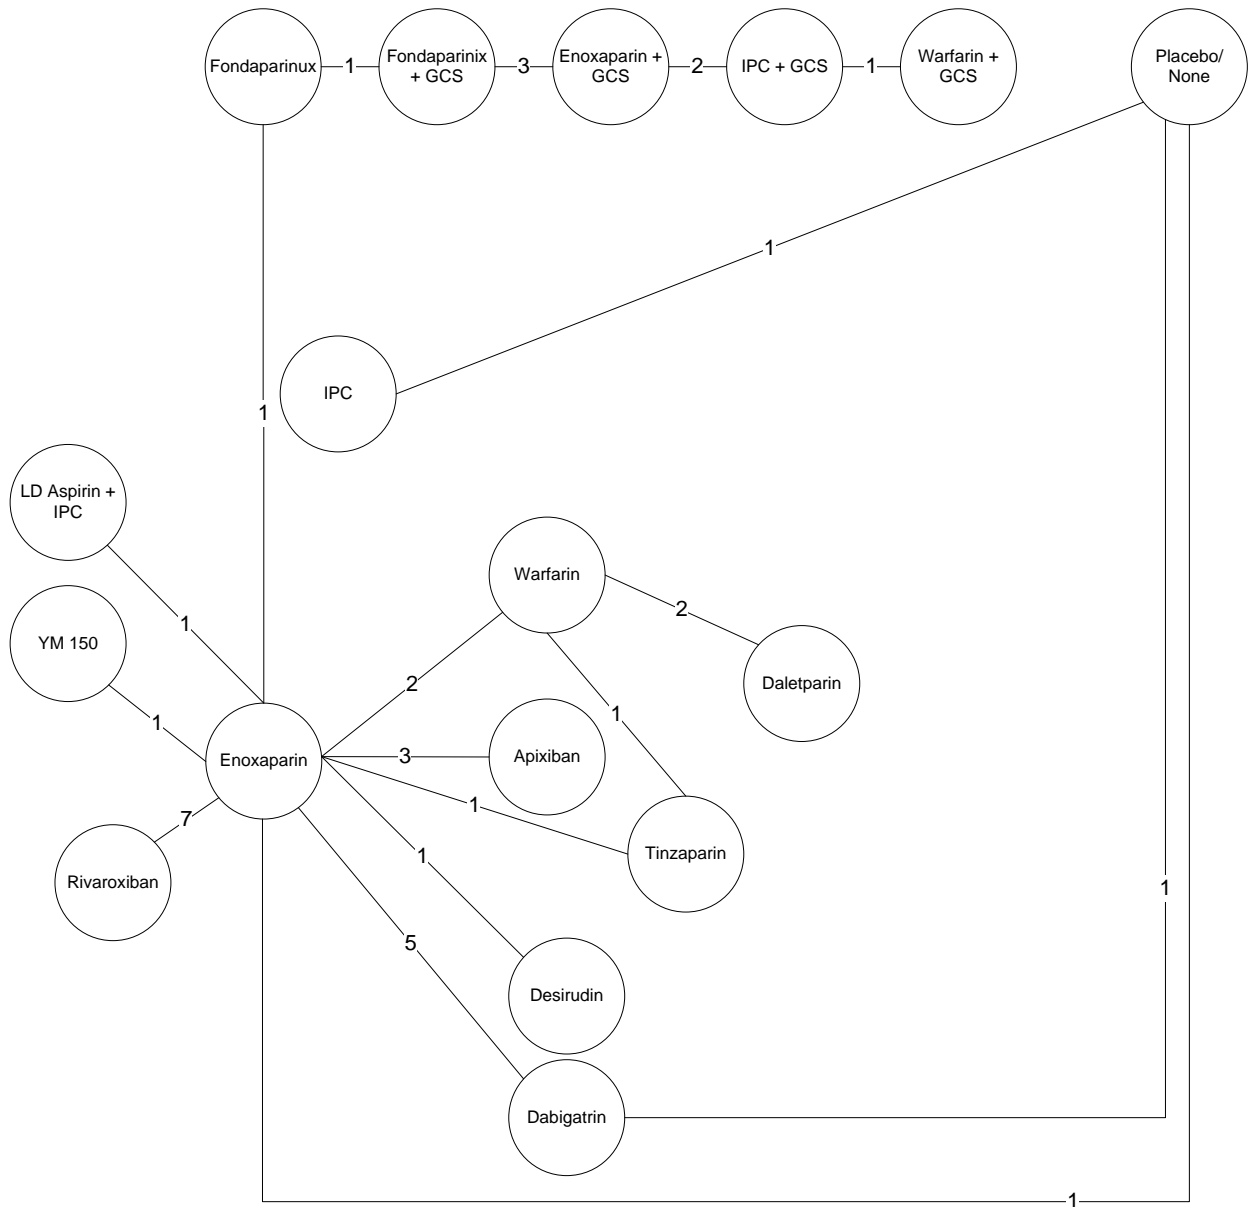 Fondaparinux
1
Fondaparinix
+ GCS
3
Enoxaparin +
GCS
2
IPC + GCS
1
Warfarin +
GCS
Placebo/
None
1
IPC
1
LD Aspirin +
IPC
1
YM 150
1
Warfarin
2
Daletparin
2
1
Enoxaparin
3
Apixiban
1
Tinzaparin
7
Rivaroxiban
1
Desirudin
5
Dabigatrin
1
1